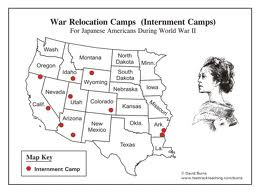 War Relocation Camps (Internment Camps)
For Japanese Americans During World War II
Wash.
Oregon
Idaho
Montana
North
Dakota
Minn.
South
Dakota
Wyoming
Nebraska
Iowa
Nevada
Utah
Colorado
Kansas
Missouri
Calif.
Arizona
New
Mexico
Okla.
Ark.
Texas
La.
Map Key
Internment Camp
© David Burns